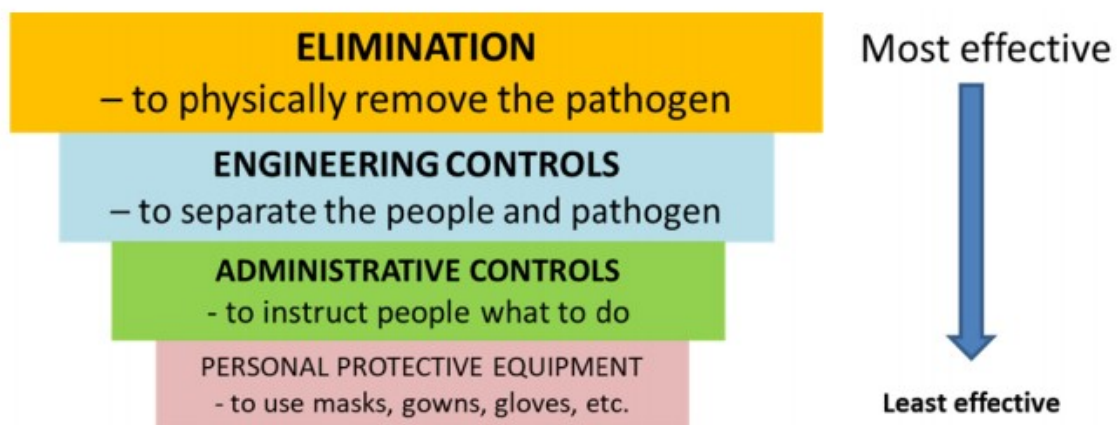 ELIMINATION
– to physically remove the pathogen
Most effective
ENGINEERING CONTROLS
– to separate the people and pathogen
ADMINISTRATIVE CONTROLS
- to instruct people what to do
PERSONAL PROTECTIVE EQUIPMENT
- to use masks, gowns, gloves, etc.
Least effective